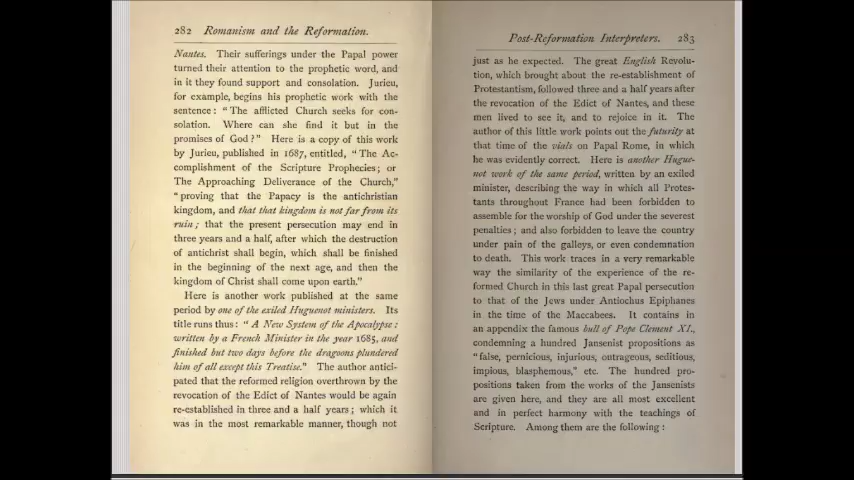 282 Romanism and the Reformation.
Nantes. Their sufferings under the Papal power
turned their attention to the prophetic word, and
in it they found support and consolation. Jurieu,
for example, begins his prophetic work with the
sentence: "The afflicted Church seeks for con-
solation. Where can she find it but in the
promises of God?" Here is a copy of this work
by Jurieu, published in 1687, entitled, "The Ac-
complishment of the Scripture Prophecies; or
The Approaching Deliverance of the Church,"
"proving that the Papacy is the antichristian
kingdom, and that that kingdom is not far from its
ruin; that the present persecution may end in
three years and a half, after which the destruction
of antichrist shall begin, which shall be finished
in the beginning of the next age, and then the
kingdom of Christ shall come upon earth."
Here is another work published at the same
period by one of the exiled Huguenot ministers. Its
title runs thus: "A New System of the Apocalypse:
written by a French Minister in the year 1685, and
finished but two days before the dragoons plundered
him of all except this Treatise." The author antici-
pated that the reformed religion overthrown by the
revocation of the Edict of Nantes would be again
re-established in three and a half years; which it
was in the most remarkable manner, though not
Post-Reformation Interpreters. 283
just as he expected. The great English Revolu-
tion, which brought about the re-establishment of
Protestantism, followed three and a half years after
the revocation of the Edict of Nantes, and these
men lived to see it, and to rejoice in it. The
author of this little work points out the futurity at
that time of the vials on Papal Rome, in which
he was evidently correct. Here is another Hugue-
not work of the same period, written by an exiled
minister, describing the way in which all Protes-
tants throughout France had been forbidden to
assemble for the worship of God under the severest
penalties; and also forbidden to leave the country
under pain of the galleys, or even condemnation
to death. This work traces in a very remarkable
way the similarity of the experience of the re-
formed Church in this last great Papal persecution
to that of the Jews under Antiochus Epiphanes
in the time of the Maccabees. It contains in
an appendix the famous bull of Pope Clement XI.,
condemning a hundred Jansenist propositions as
"false, pernicious, injurious, outrageous, seditious,
impious, blasphemous," etc. The hundred pro-
positions taken from the works of the Jansenists
are given here, and they are all most excellent
and in perfect harmony with the teachings of
Scripture. Among them are the following: